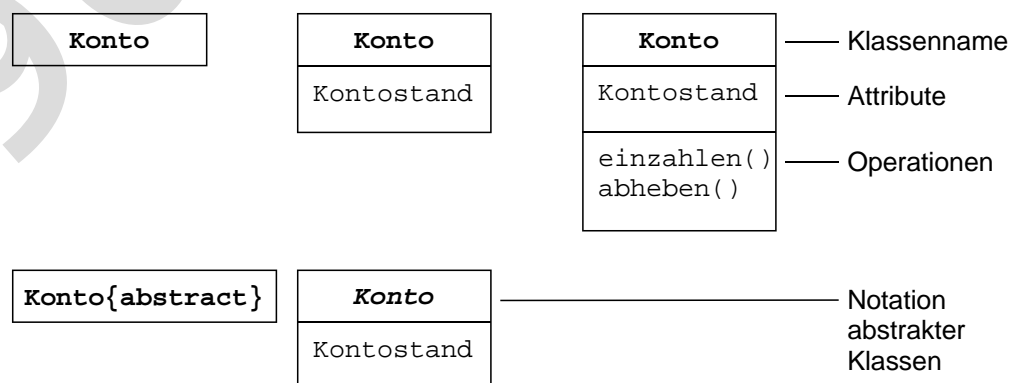 Konto
Konto
Kontostand
Konto
Kontostand
einzahlen()
abheben()
Klassenname
Attribute
Operationen
Konto{abstract}
Konto
Kontostand
Notation
abstrakter
Klassen